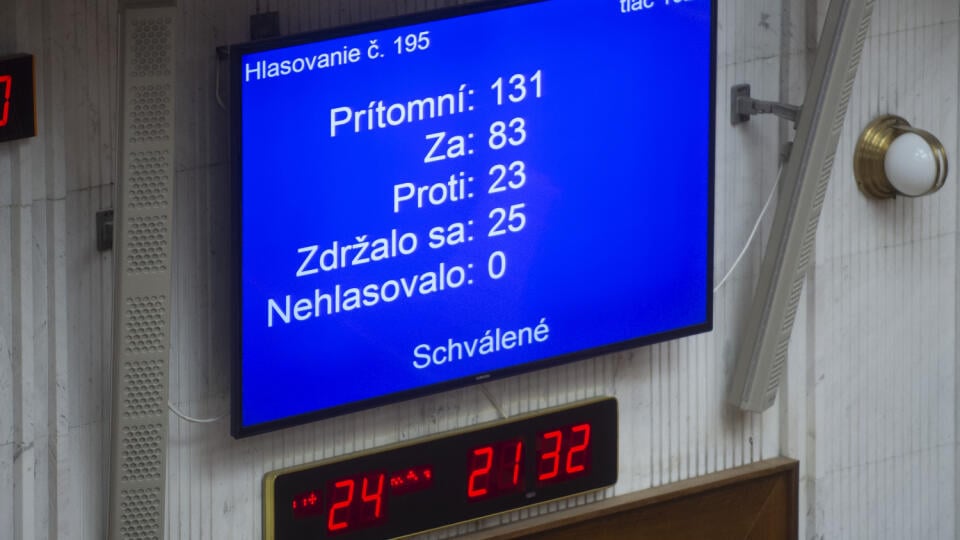 Hlasovanie č. 195
Prítomní: 131
Za: 83
Proti: 23
Zdržalo sa: 25
Nehlasovalo: 0
Schválené
24 21 32